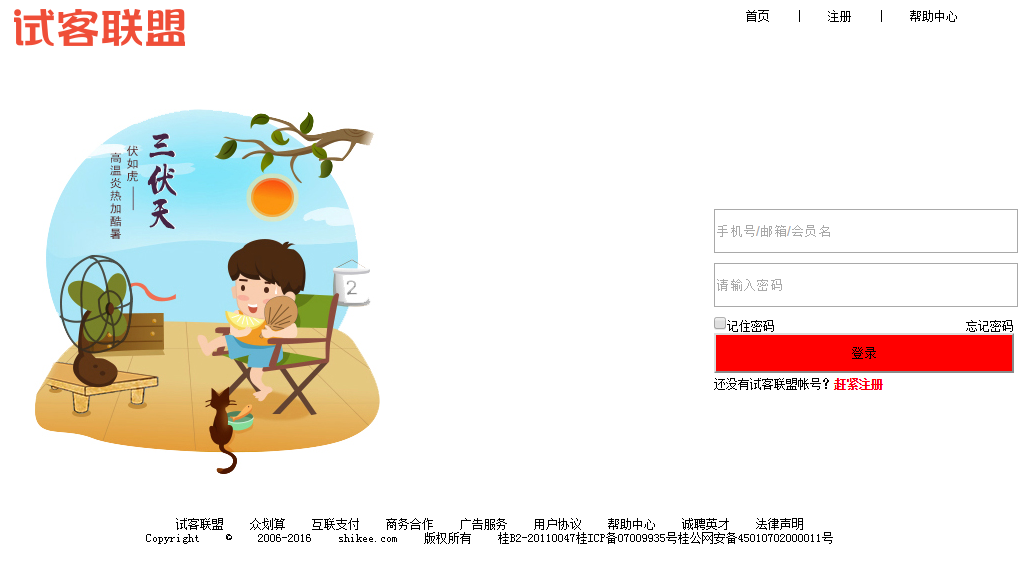 试客联盟
首页 | 注册 | 帮助中心
三伏天
伏如虎——
高温炎热加酷暑
2
手机号/邮箱/会员名
请输入密码
记住密码 忘记密码
登录
还没有试客联盟帐号？赶紧注册
试客联盟 众划算 互联支付 商务合作 广告服务 用户协议 帮助中心 诚聘英才 法律声明
Copyright © 2006-2016 shikee.com 版权所有 桂B2-20110047桂ICP备07009935号桂公网安备45010702000011号